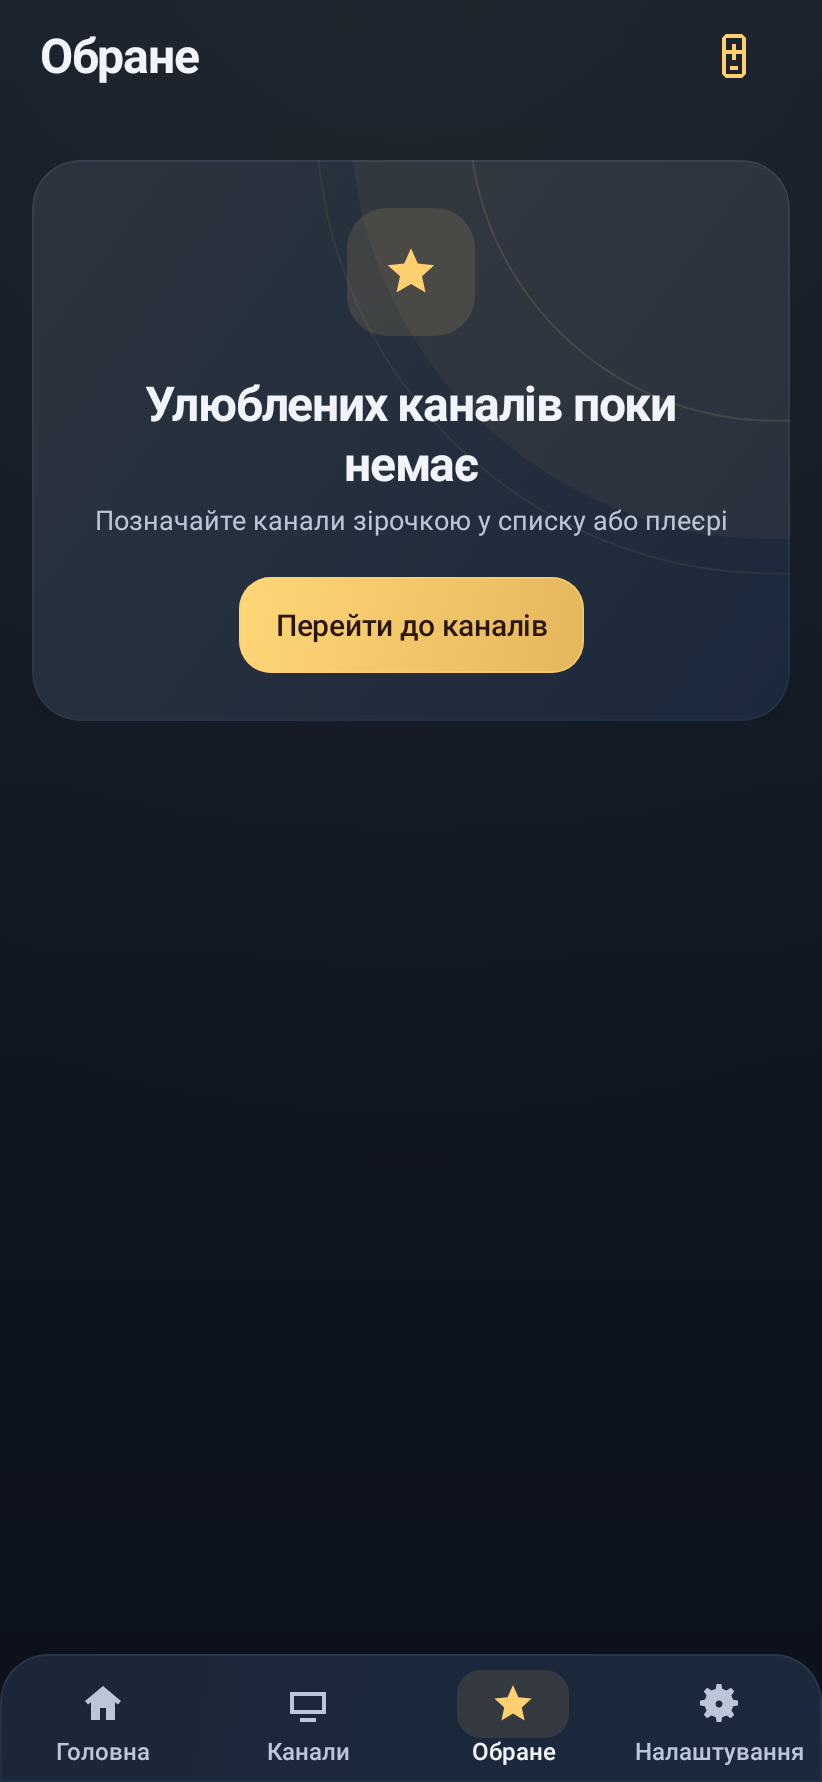 Обране
Улюблених каналів поки
немає
Позначайте канали зірочкою у списку або плеєрі
Перейти до каналів
Головна
Канали
Обране
Налаштування